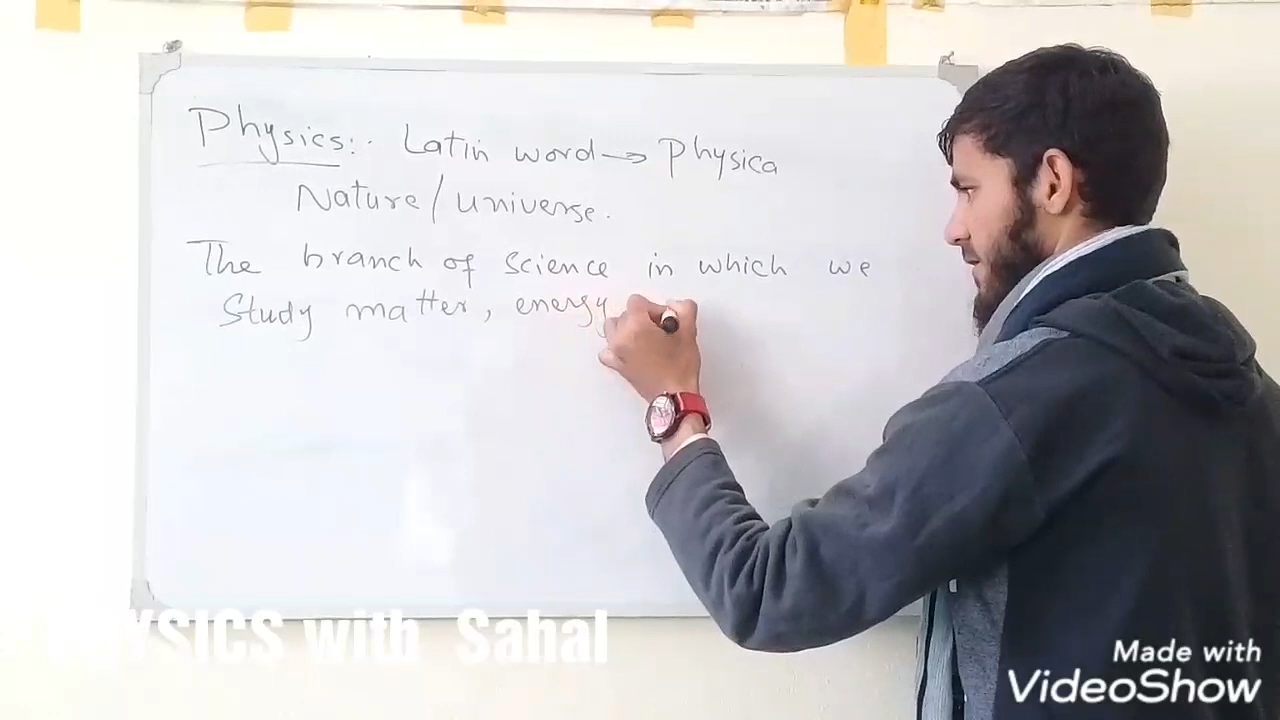 Physics:- Latin word → Physica
Nature/universe.
The branch of science in which we
Study matter, energy
PHYSICS with Sahal
Made with
VideoShow